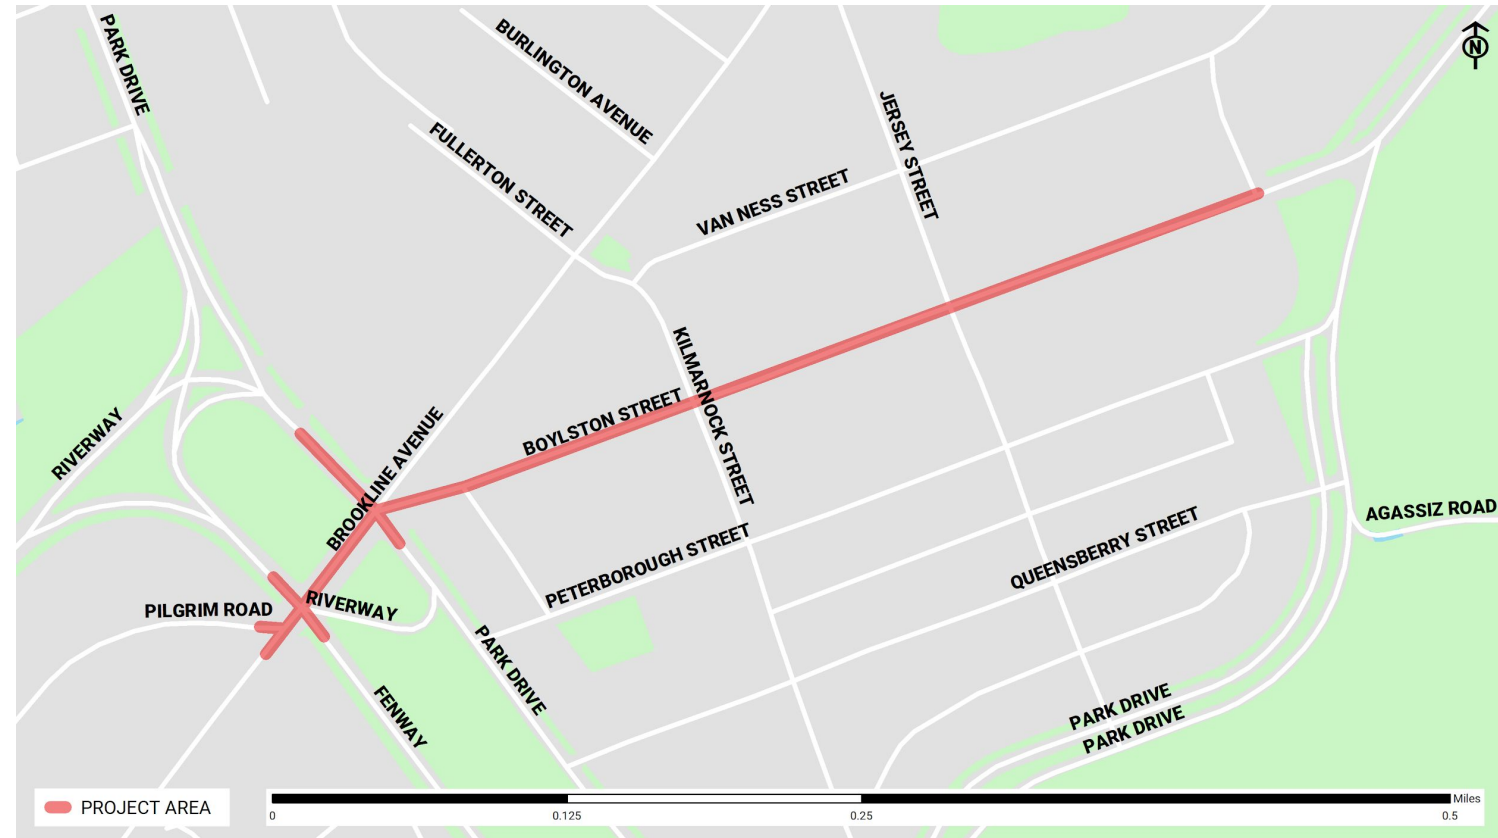 PARK DRIVE
BURLINGTON AVENUE
N
FULLERTON STREET
JERSEY STREET
VAN NESS STREET
KILMARNOCK STREET
BOYLSTON STREET
RIVERWAY
BROOKLINE AVENUE
AGASSIZ ROAD
QUEENSBERRY STREET
PETERBOROUGH STREET
PILGRIM ROAD
RIVERWAY
PARK DRIVE
FENWAY
PARK DRIVE
PARK DRIVE
PROJECT AREA
Miles
0 0.125 0.25 0.5